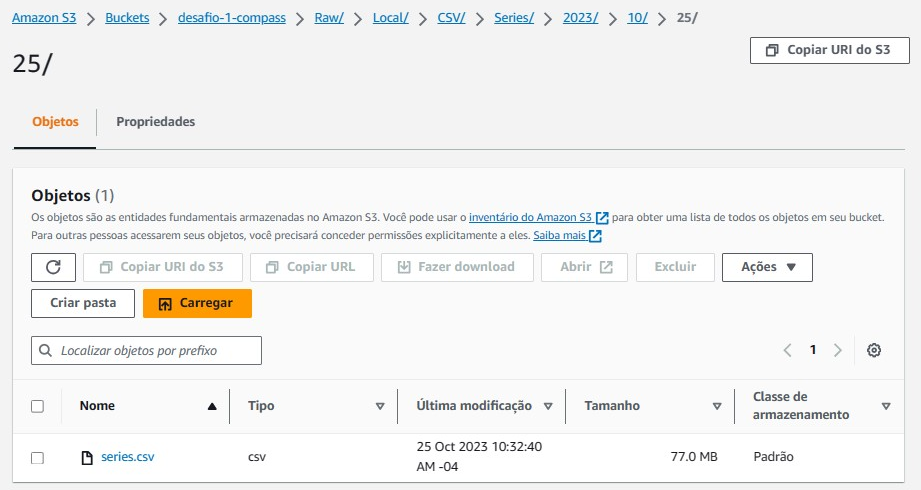 Amazon S3 > Buckets > desafio-1-compass > Raw/ > Local/ > CSV/ > Series/ > 2023/ > 10/ > 25/
25/
Copiar URI do S3
Objetos
Propriedades
Objetos (1)
Os objetos são as entidades fundamentais armazenadas no Amazon S3. Você pode usar o inventário do Amazon S3 para obter uma lista de todos os objetos em seu bucket.
Para outras pessoas acessarem seus objetos, você precisará conceder permissões explicitamente a eles. Saiba mais
Copiar URI do S3
Copiar URL
Fazer download
Abrir
Excluir
Ações
Criar pasta
Carregar
Localizar objetos por prefixo
1
Nome
Tipo
Última modificação
Tamanho
Classe de
armazenamento
series.csv
csv
25 Oct 2023 10:32:40
AM -04
77.0 MB
Padrão